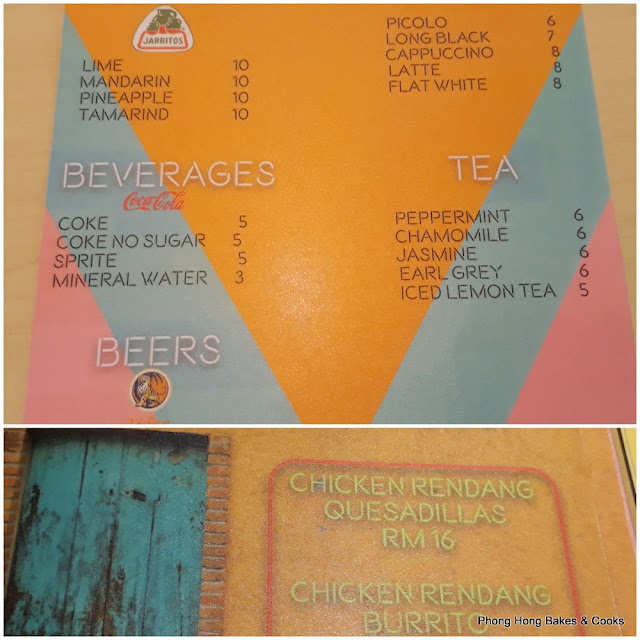 JARRITOS
LIME 10
MANDARIN 10
PINEAPPLE 10
TAMARIND 10
PICOLO 6
LONG BLACK 7
CAPPUCCINO 8
LATTE 8
FLAT WHITE 8
BEVERAGES
Coca-Cola
COKE 5
COKE NO SUGAR 5
SPRITE 5
MINERAL WATER 3
TEA
PEPPERMINT 6
CHAMOMILE 6
JASMINE 6
EARL GREY 6
ICED LEMON TEA 5
BEERS
CHICKEN RENDANG
QUESADILLAS
RM 16
CHICKEN RENDANG
BURRITO
Phong Hong Bakes & Cooks